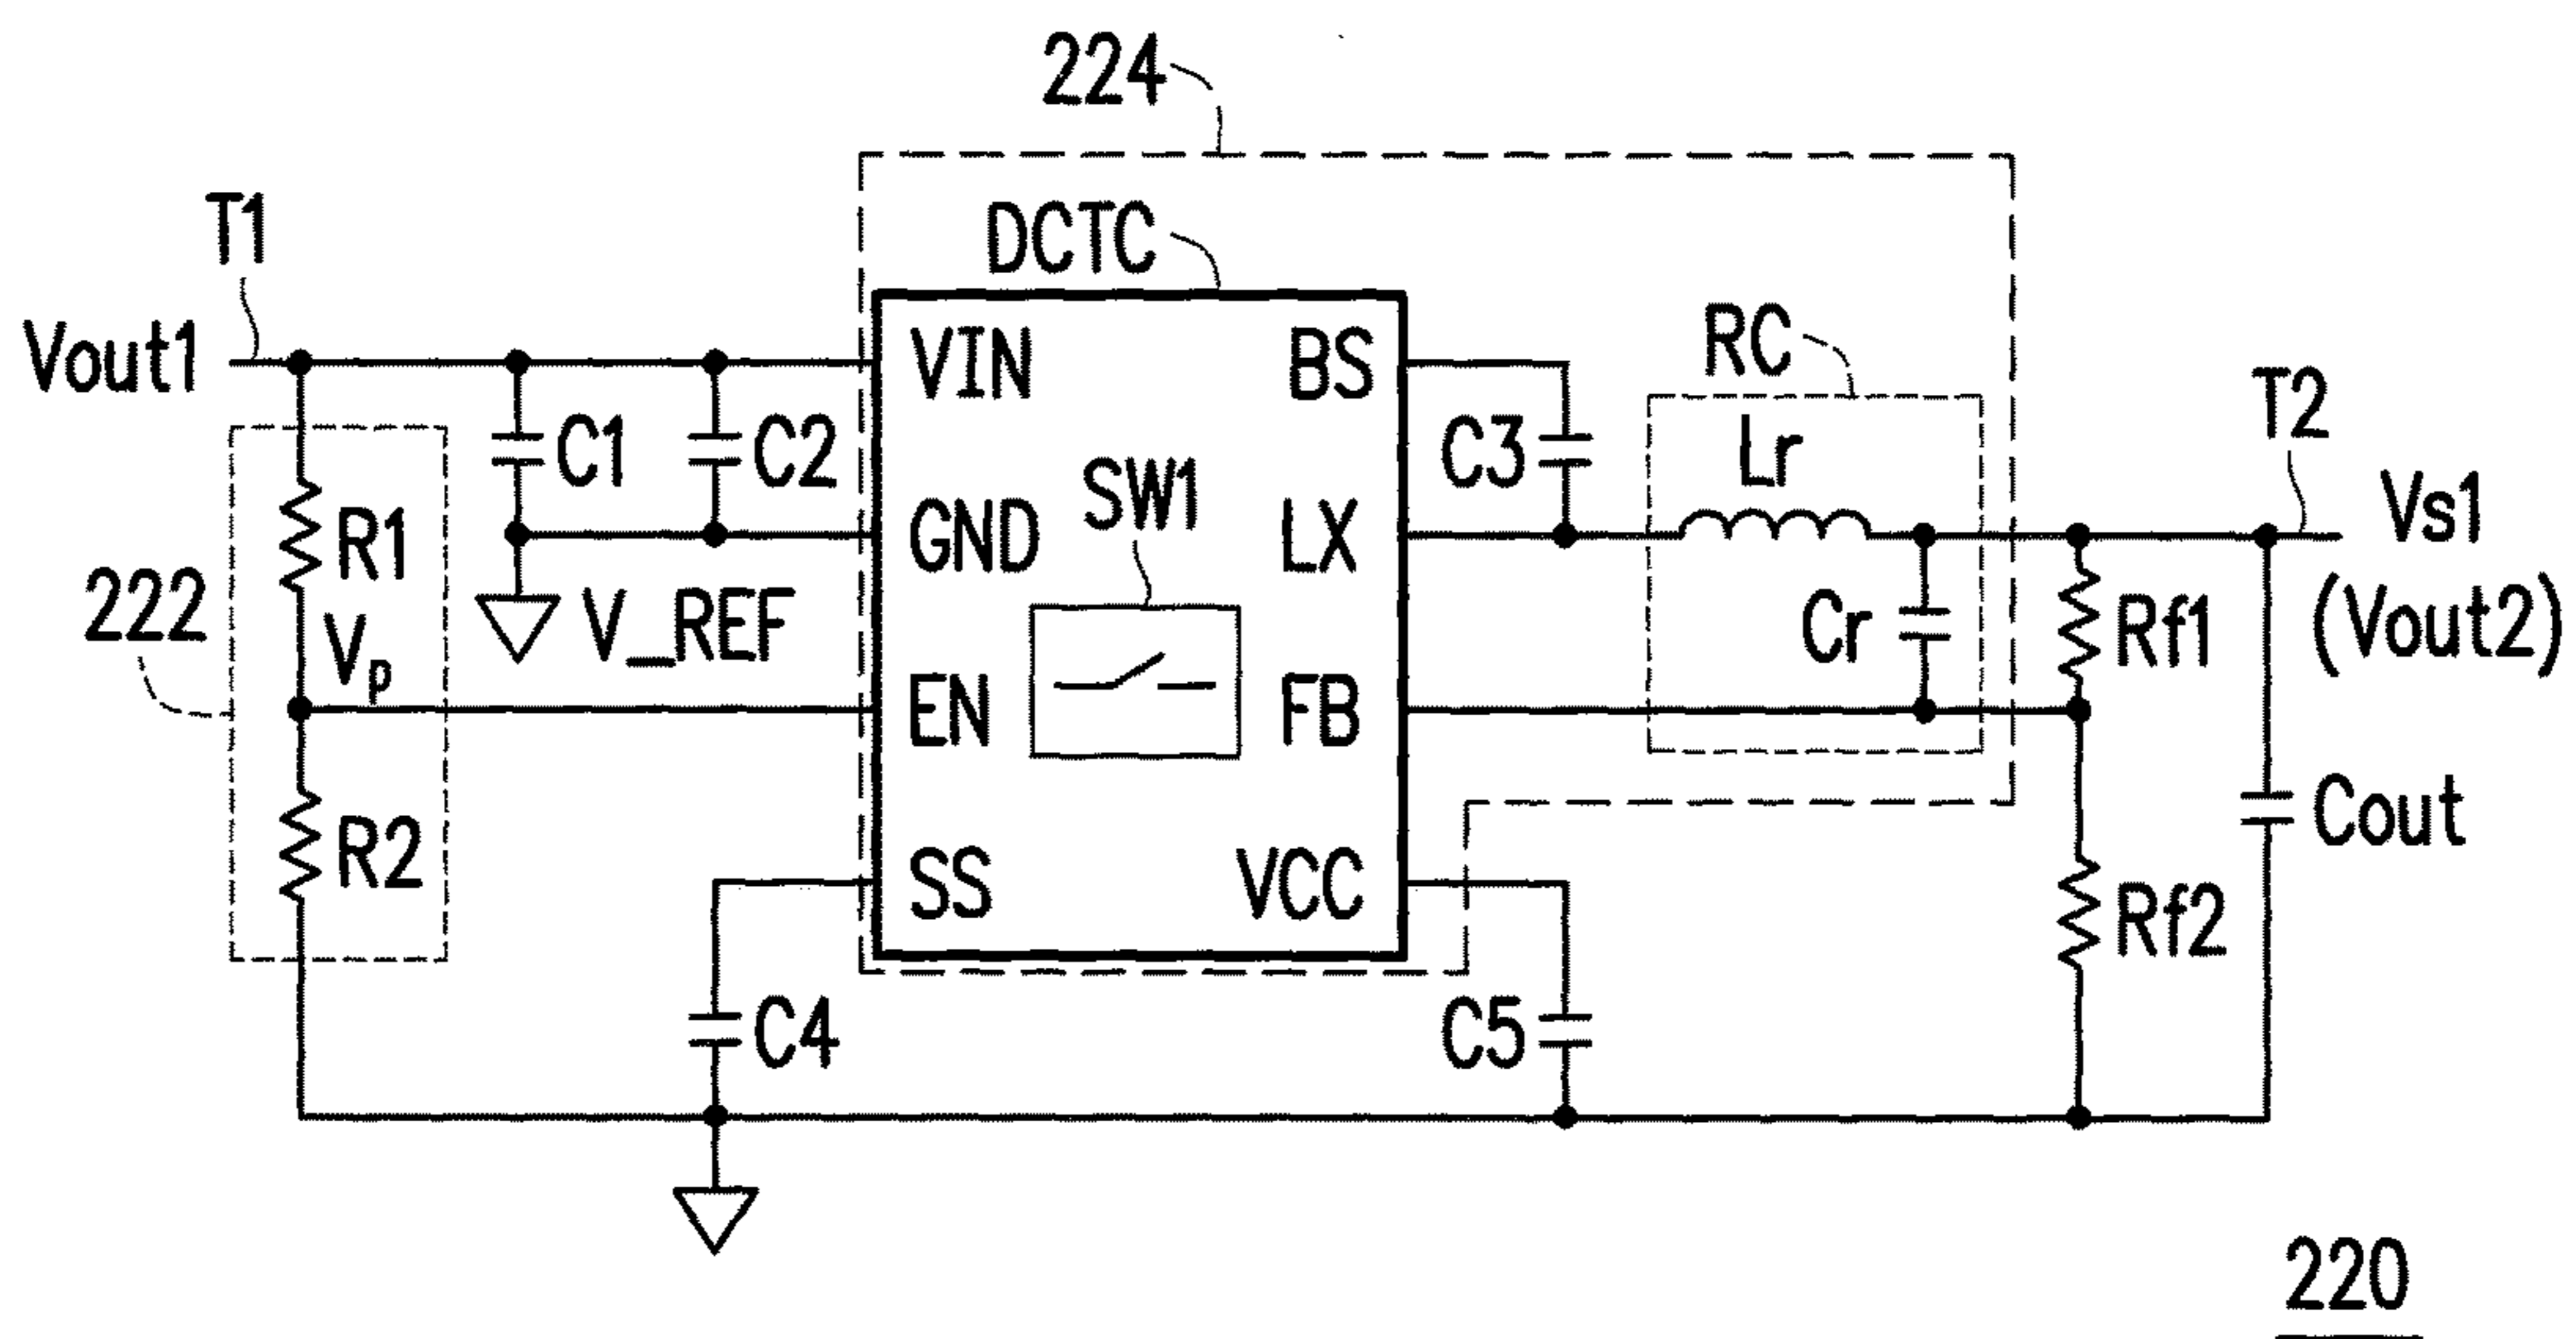 224
T1
DCTC
Vout1
VIN
BS
RC
T2
C1
C2
C3
Lr
SW1
Vs1
(Vout2)
R1
GND
LX
222
Vp
V_REF
Cr
Rf1
EN
FB
R2
SS
VCC
Cout
Rf2
C4
C5
220